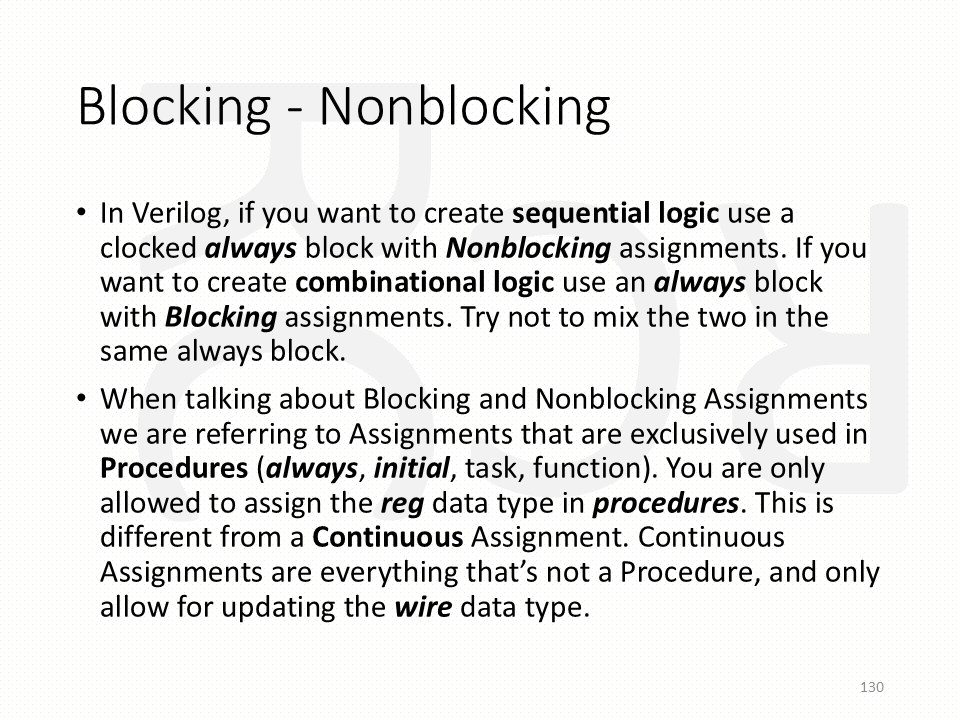 Blocking - Nonblocking
• In Verilog, if you want to create sequential logic use a
clocked always block with Nonblocking assignments. If you
want to create combinational logic use an always block
with Blocking assignments. Try not to mix the two in the
same always block.
• When talking about Blocking and Nonblocking Assignments
we are referring to Assignments that are exclusively used in
Procedures (always, initial, task, function). You are only
allowed to assign the reg data type in procedures. This is
different from a Continuous Assignment. Continuous
Assignments are everything that’s not a Procedure, and only
allow for updating the wire data type.
130